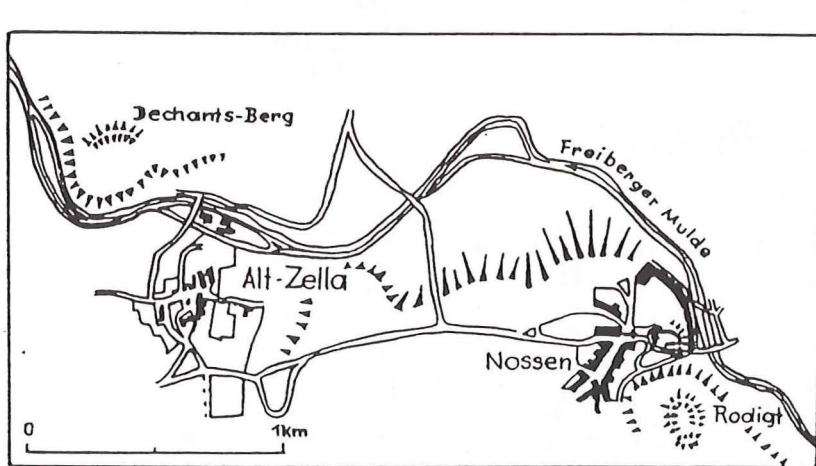 Dechants-Berg
Freiberger Mulde
Alt-Zella
Nossen
Rodigt
0 1km